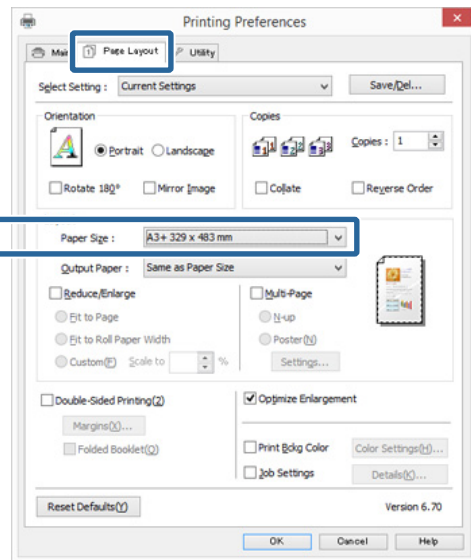 Printing Preferences
Page Layout
Utility
Select Setting : Current Settings Save/Del...
Orientation Copies
Portrait Landscape Copies : 1
Rotate 180° Mirror Image Collate Reverse Order
Paper Size : A3+ 329 x 483 mm
Output Paper : Same as Paper Size
Reduce/Enlarge Multi-Page
Fit to Page N-up
Fit to Roll Paper Width Poster(N)
Custom(F) Scale to % Settings...
Double-Sided Printing(2) Optimize Enlargement
Margins(X)...
Folded Booklet(Q) Print Bckg Color Color Settings(H)...
Job Settings Details(K)...
Reset Defaults(Y) Version 6.70
OK Cancel Help